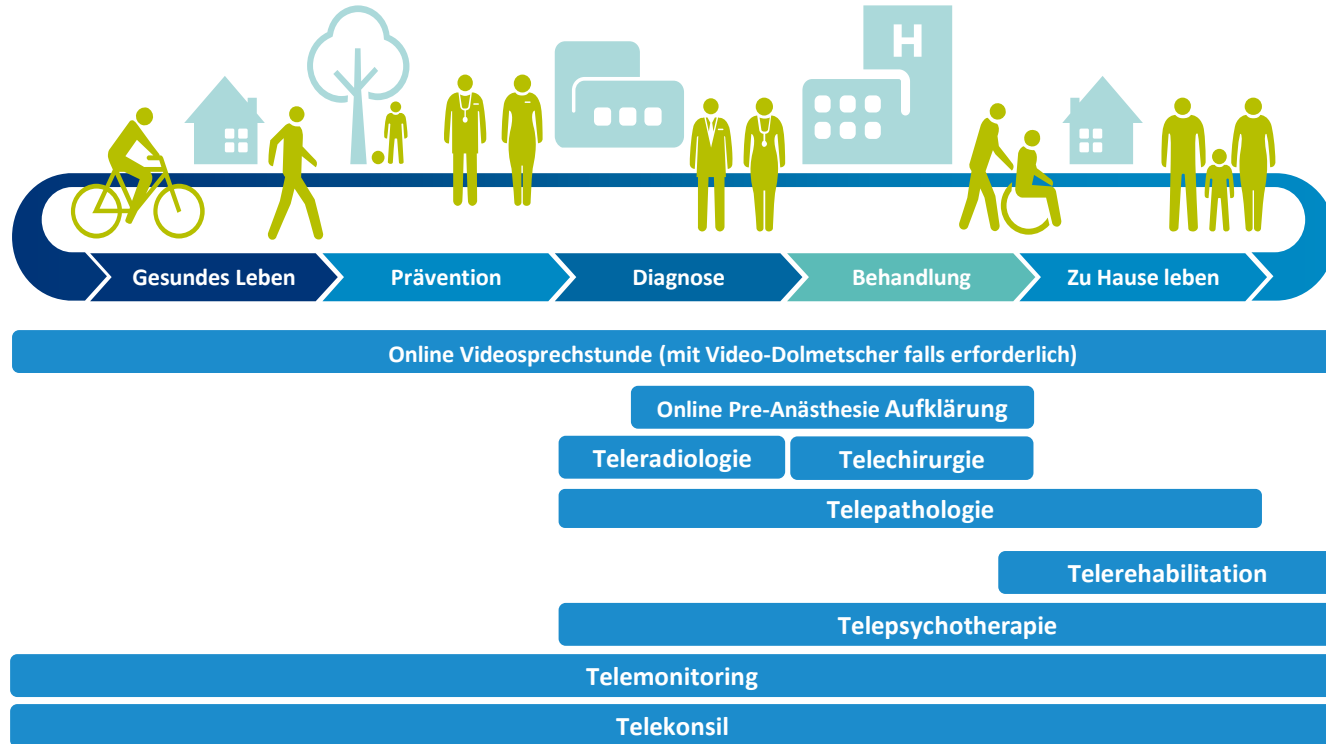 H
Gesundes Leben
Prävention
Diagnose
Behandlung
Zu Hause leben
Online Videosprechstunde (mit Video-Dolmetscher falls erforderlich)
Online Pre-Anästhesie Aufklärung
Teleradiologie
Telechirurgie
Telepathologie
Telerehabilitation
Telepsychotherapie
Telemonitoring
Telekonsil